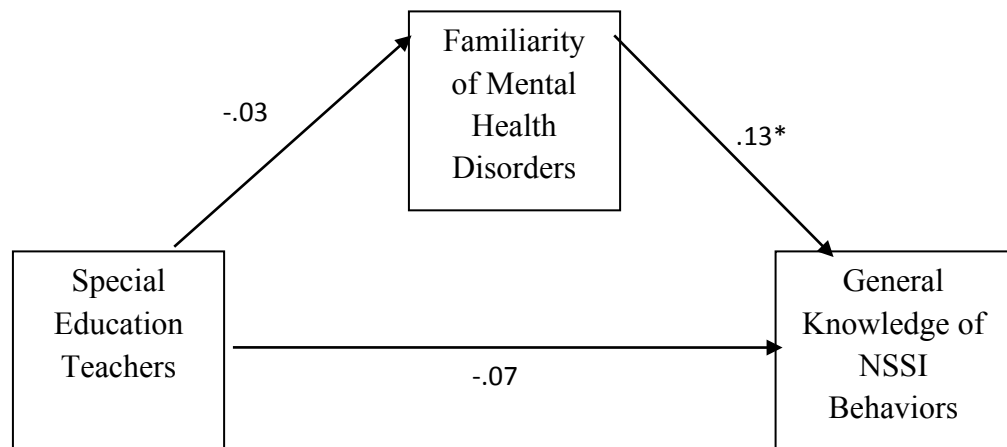 Familiarity
of Mental
Health
Disorders
-.03
.13*
Special
Education
Teachers
General
Knowledge of
NSSI
Behaviors
-.07